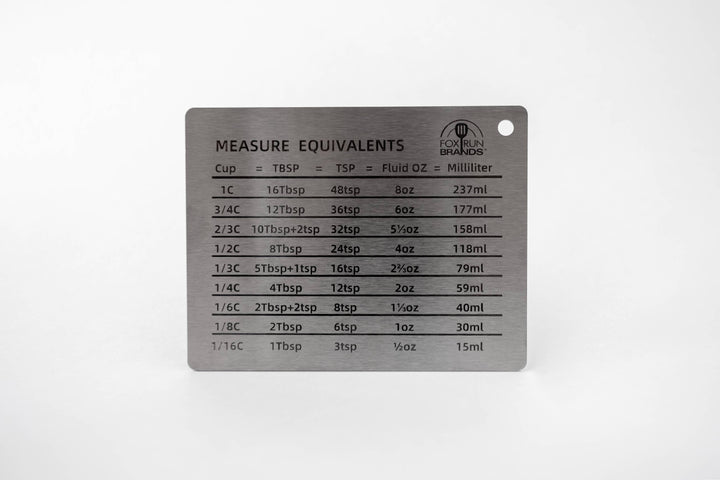 MEASURE EQUIVALENTS
FOX RUN
BRANDS
Cup = TBSP = TSP = Fluid OZ = Milliliter
1C 16Tbsp 48tsp 8oz 237ml
3/4C 12Tbsp 36tsp 6oz 177ml
2/3C 10Tbsp+2tsp 32tsp 5⅓oz 158ml
1/2C 8Tbsp 24tsp 4oz 118ml
1/3C 5Tbsp+1tsp 16tsp 2⅔oz 79ml
1/4C 4Tbsp 12tsp 2oz 59ml
1/6C 2Tbsp+2tsp 8tsp 1⅓oz 40ml
1/8C 2Tbsp 6tsp 1oz 30ml
1/16C 1Tbsp 3tsp ½oz 15ml